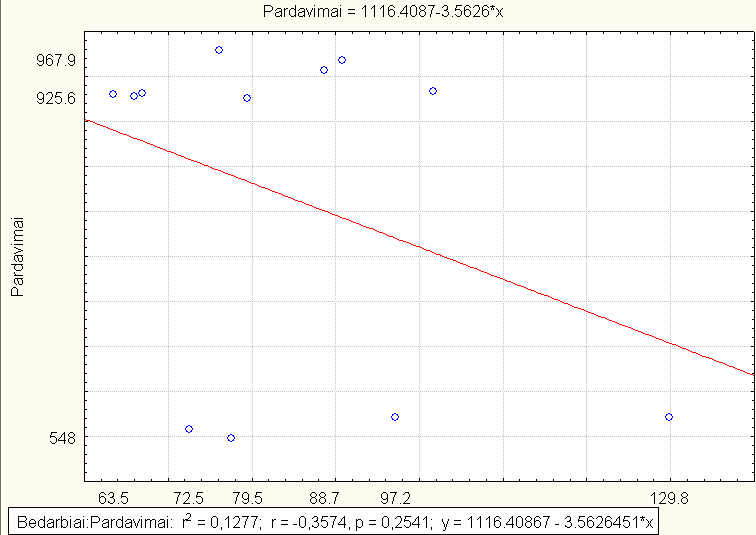 Pardavimai = 1116.4087-3.5626*x
967.9
925.6
Pardavimai
548
63.5 72.5 79.5 88.7 97.2 129.8
Bedarbiai:Pardavimai: r² = 0,1277; r = -0,3574, p = 0,2541; y = 1116.40867 - 3.5626451*x